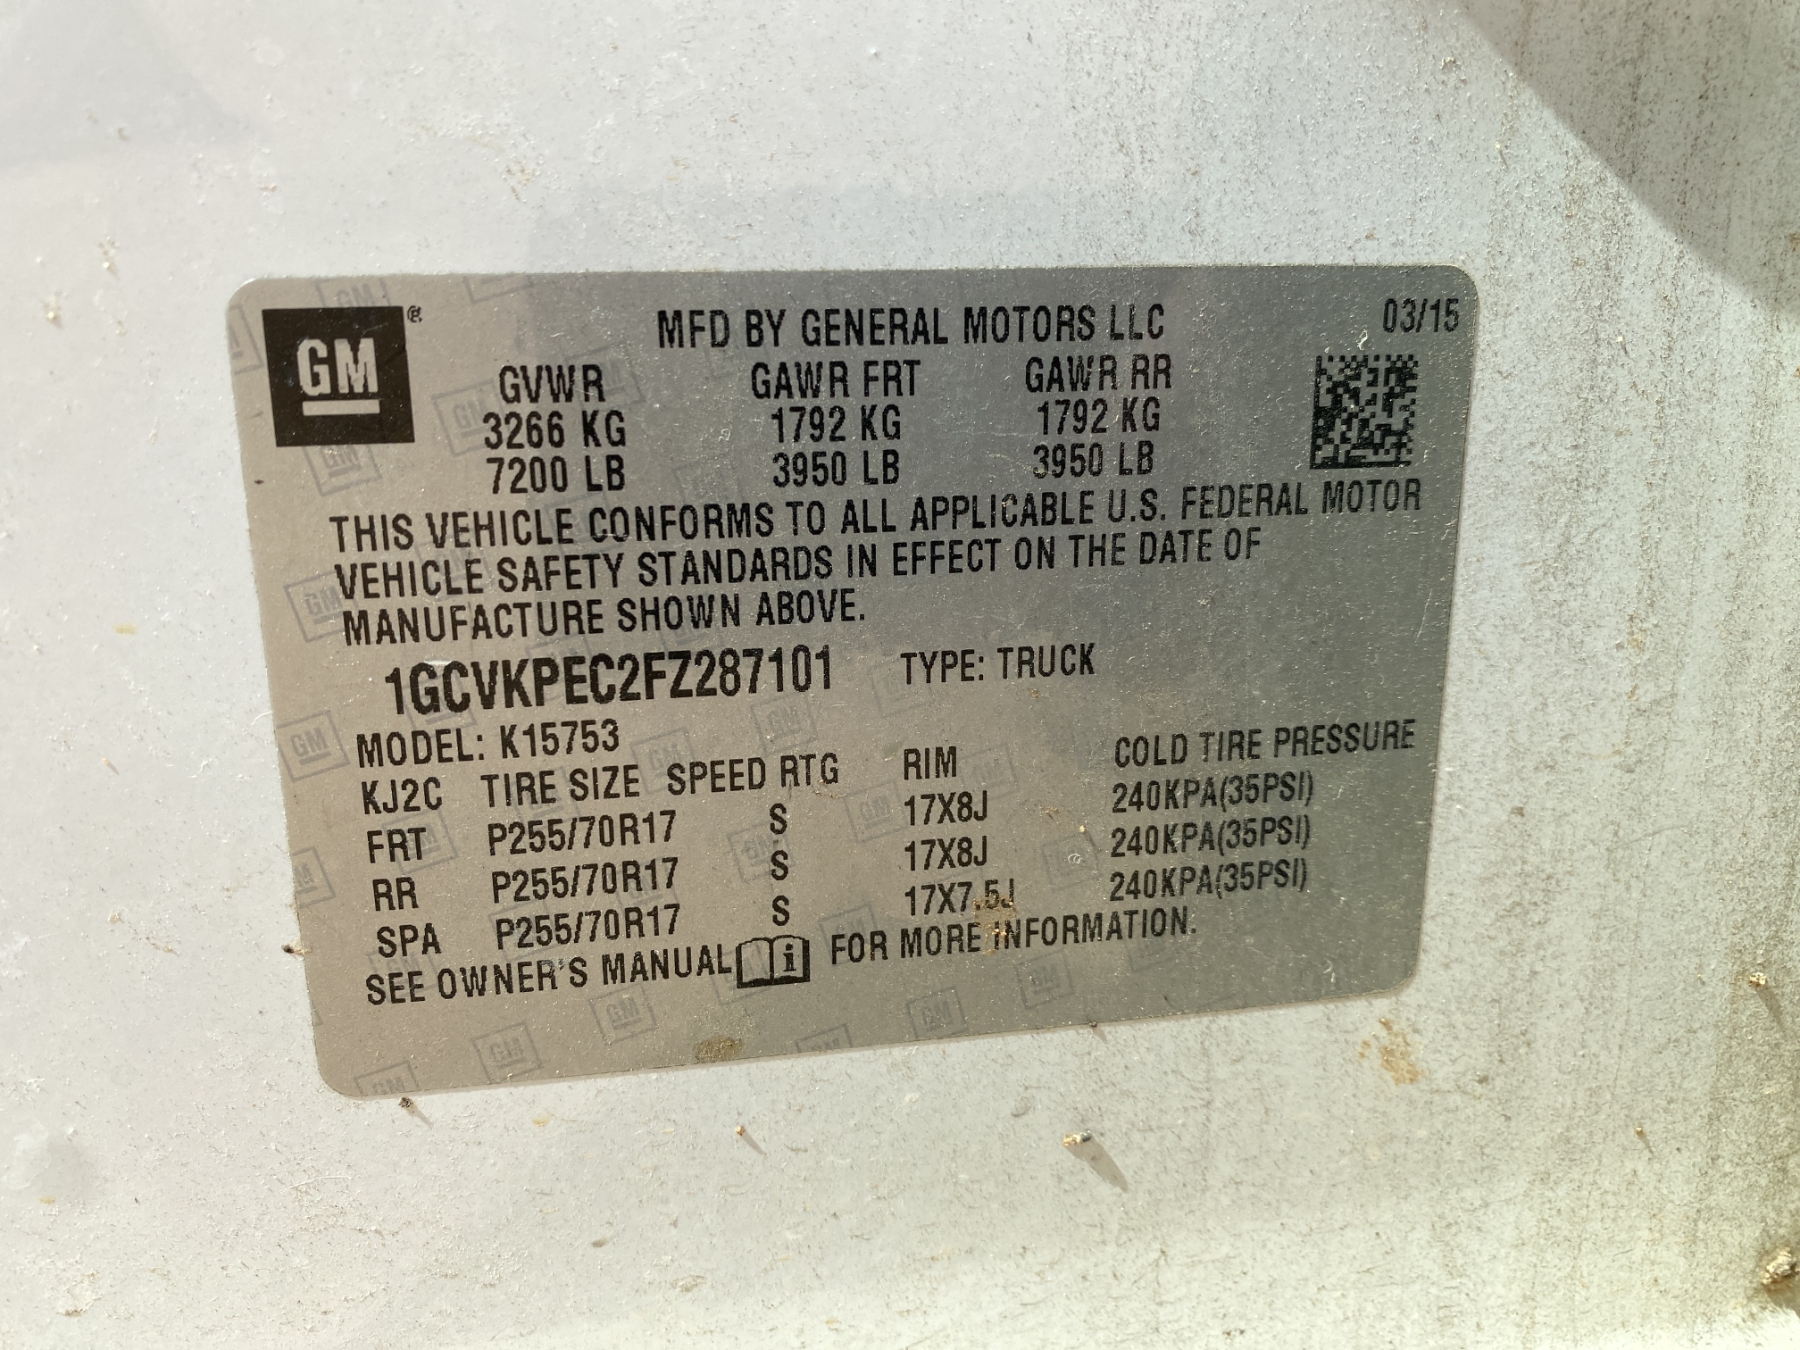 GM®
MFD BY GENERAL MOTORS LLC 03/15
GVWR GAWR FRT GAWR RR
3266 KG 1792 KG 1792 KG
7200 LB 3950 LB 3950 LB
THIS VEHICLE CONFORMS TO ALL APPLICABLE U.S. FEDERAL MOTOR
VEHICLE SAFETY STANDARDS IN EFFECT ON THE DATE OF
MANUFACTURE SHOWN ABOVE.
1GCVKPEC2FZ287101 TYPE: TRUCK
MODEL: K15753
KJ2C TIRE SIZE SPEED RTG RIM COLD TIRE PRESSURE
FRT P255/70R17 S 17X8J 240KPA(35PSI)
RR P255/70R17 S 17X8J 240KPA(35PSI)
SPA P255/70R17 S 17X7.5J 240KPA(35PSI)
SEE OWNER'S MANUAL i FOR MORE INFORMATION.